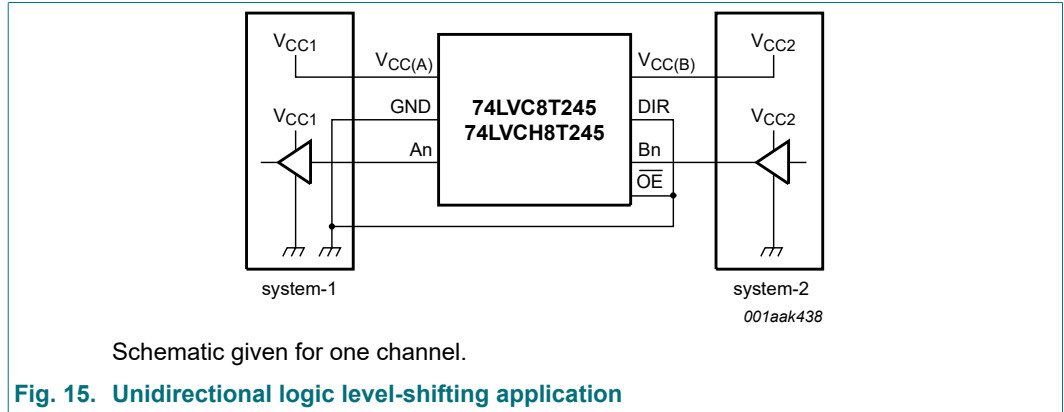 VCC1
VCC(A)
GND
VCC1
An
74LVC8T245
74LVCH8T245
VCC(B)
DIR
Bn
OE
VCC2
VCC2
system-1
system-2
001aak438
Schematic given for one channel.
Fig. 15. Unidirectional logic level-shifting application